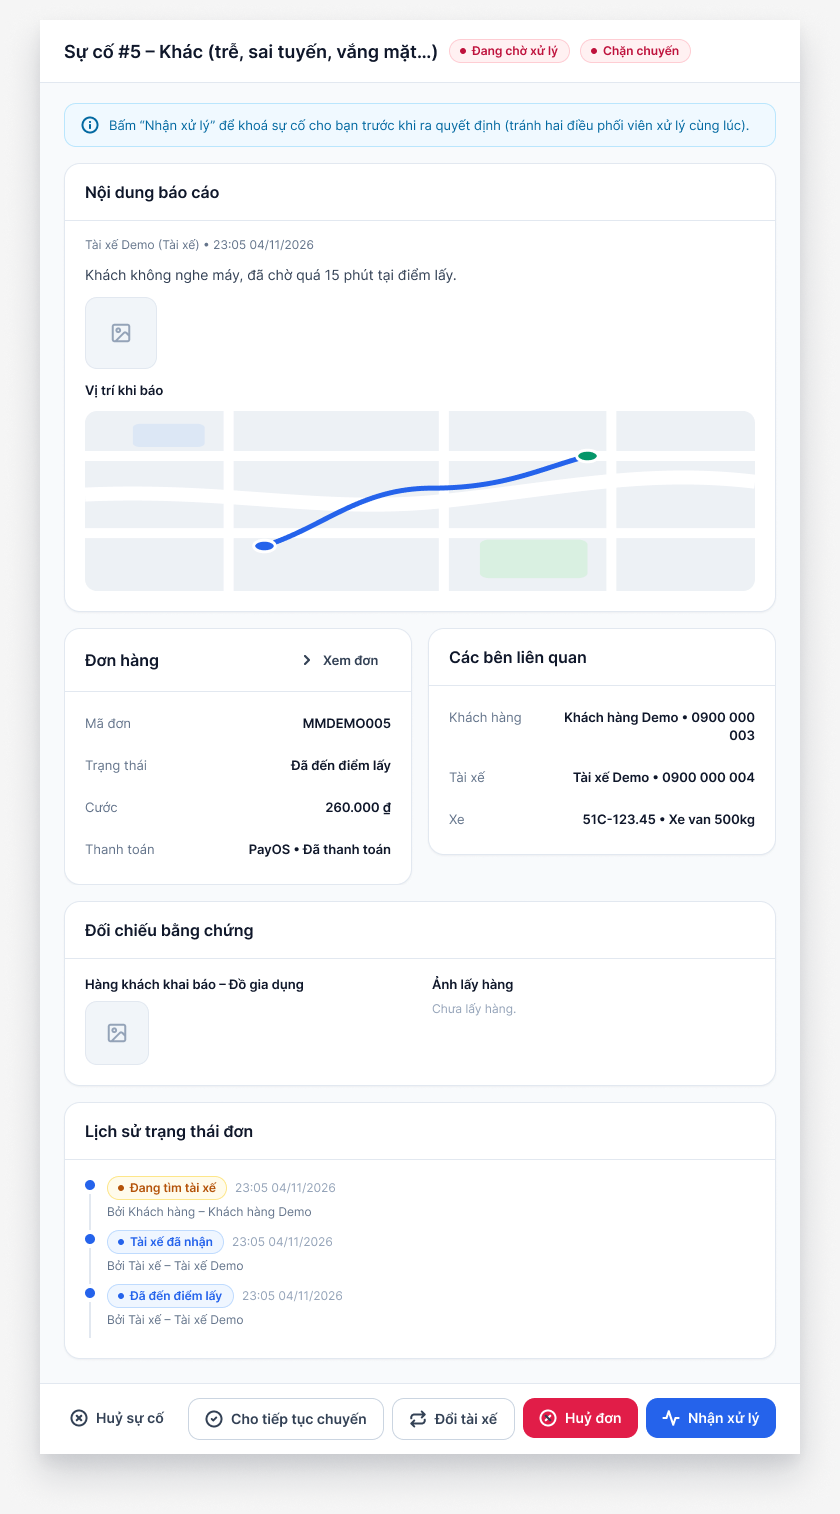 Sự cố #5 – Khác (trễ, sai tuyến, vắng mặt…)
Đang chờ xử lý
Chặn chuyến
Bấm “Nhận xử lý” để khoá sự cố cho bạn trước khi ra quyết định (tránh hai điều phối viên xử lý cùng lúc).
Nội dung báo cáo
Tài xế Demo (Tài xế) • 23:05 04/11/2026
Khách không nghe máy, đã chờ quá 15 phút tại điểm lấy.
Vị trí khi báo
Đơn hàng
Xem đơn
Mã đơn
MMDEMO005
Trạng thái
Đã đến điểm lấy
Cước
260.000 ₫
Thanh toán
PayOS • Đã thanh toán
Các bên liên quan
Khách hàng
Khách hàng Demo • 0900 000
003
Tài xế
Tài xế Demo • 0900 000 004
Xe
51C-123.45 • Xe van 500kg
Đối chiếu bằng chứng
Hàng khách khai báo – Đồ gia dụng
Ảnh lấy hàng
Chưa lấy hàng.
Lịch sử trạng thái đơn
Đang tìm tài xế 23:05 04/11/2026
Bởi Khách hàng – Khách hàng Demo
Tài xế đã nhận 23:05 04/11/2026
Bởi Tài xế – Tài xế Demo
Đã đến điểm lấy 23:05 04/11/2026
Bởi Tài xế – Tài xế Demo
Huỷ sự cố
Cho tiếp tục chuyến
Đổi tài xế
Huỷ đơn
Nhận xử lý